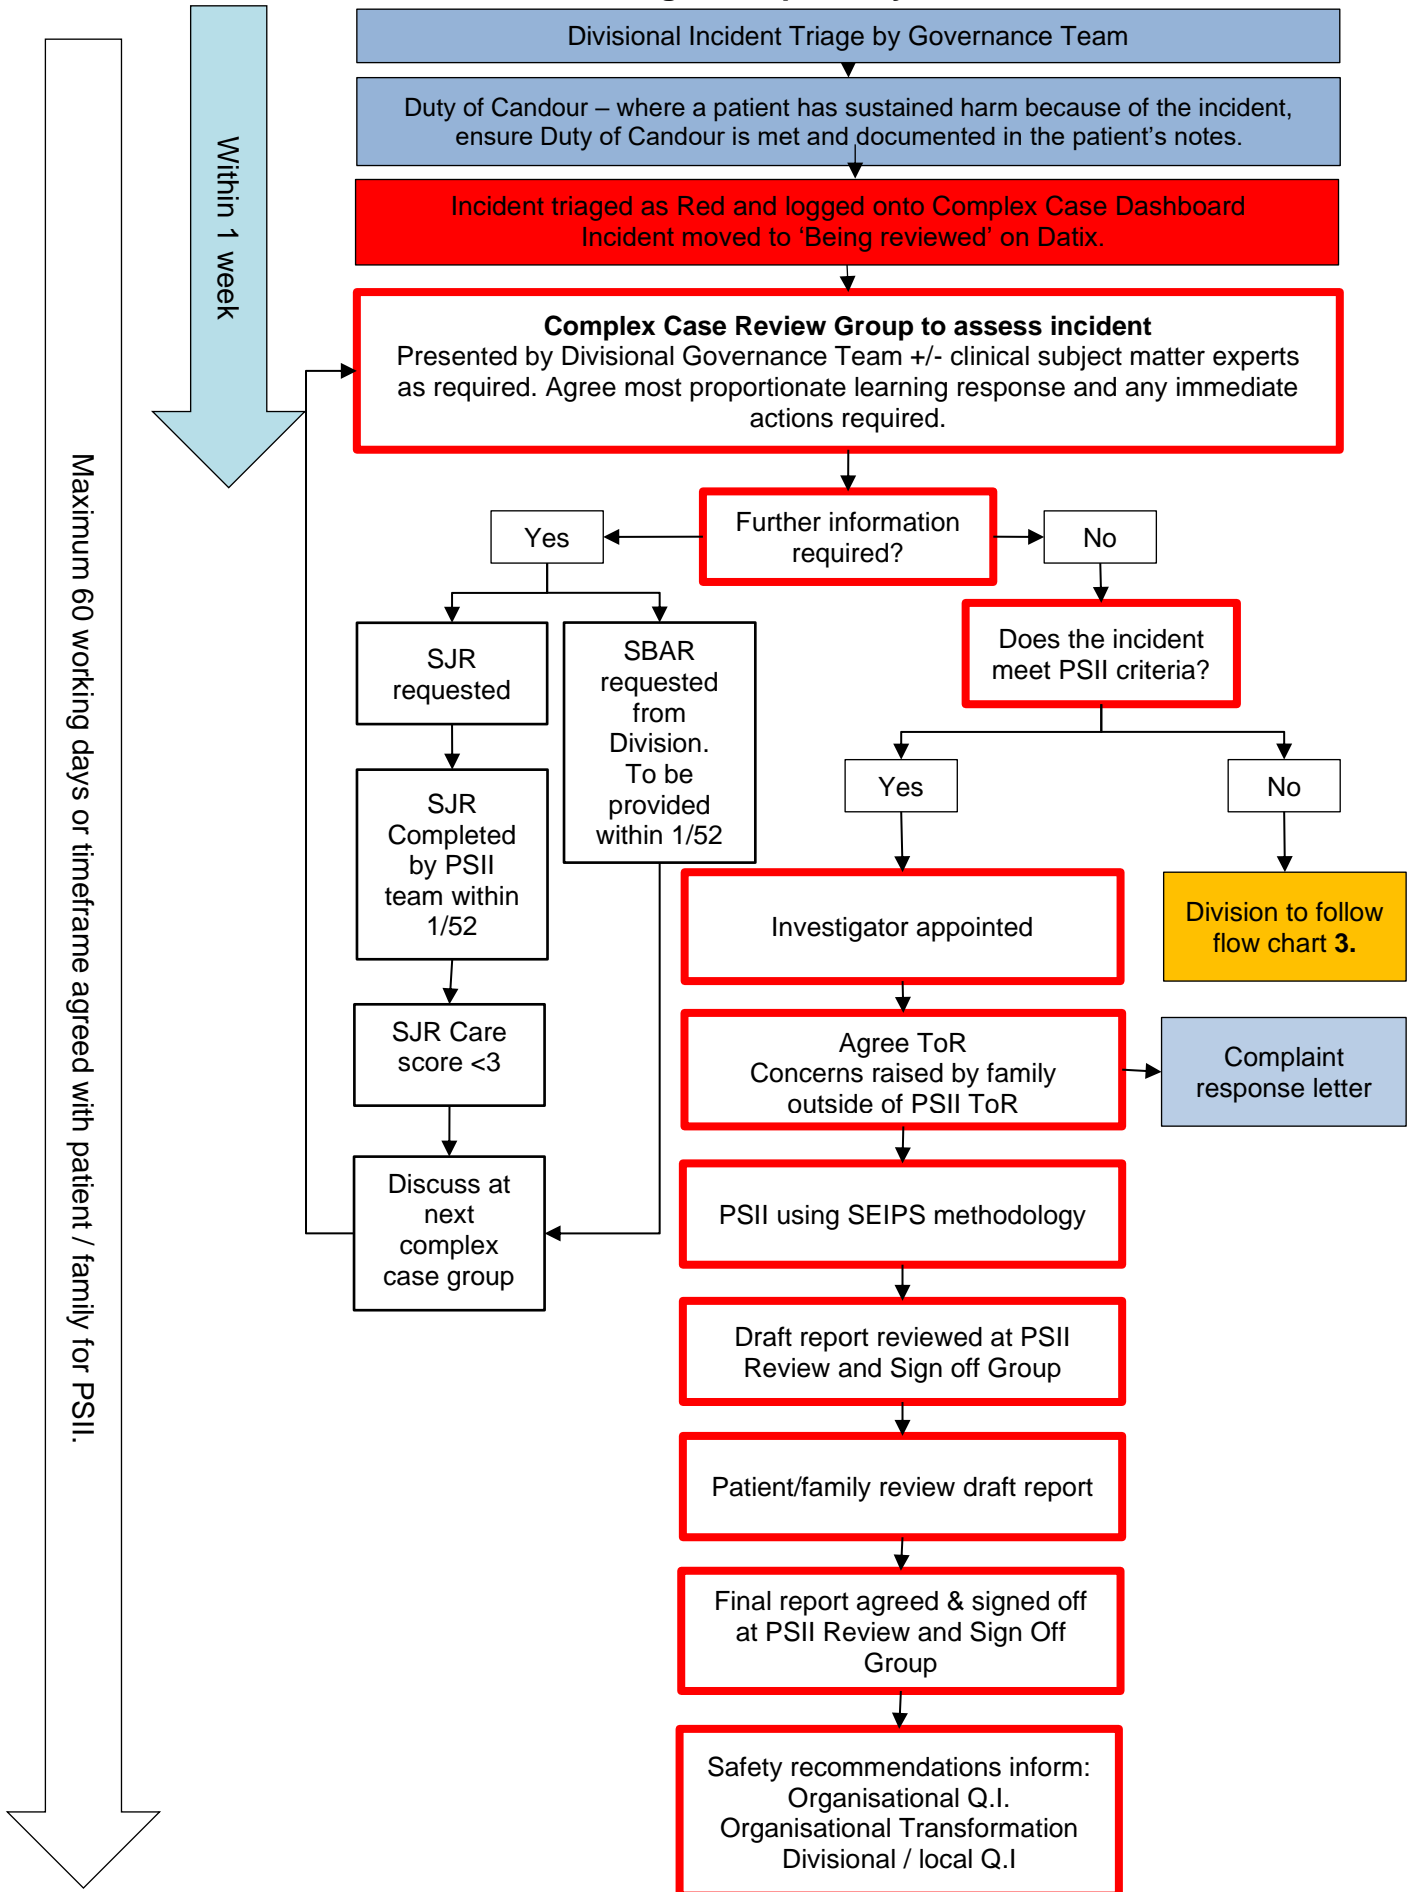 Divisional Incident Triage by Governance Team
Duty of Candour – where a patient has sustained harm because of the incident,
ensure Duty of Candour is met and documented in the patient’s notes.
Within 1 week
Incident triaged as Red and logged onto Complex Case Dashboard
Incident moved to ‘Being reviewed’ on Datix.
Complex Case Review Group to assess incident
Presented by Divisional Governance Team +/- clinical subject matter experts
as required. Agree most proportionate learning response and any immediate
actions required.
Maximum 60 working days or timeframe agreed with patient / family for PSII.
Further information
required?
Yes
No
SJR
requested
SBAR
requested
from
Division.
To be
provided
within 1/52
Does the incident
meet PSII criteria?
Yes
No
SJR
Completed
by PSII
team within
1/52
Investigator appointed
Division to follow
flow chart 3.
SJR Care
score <3
Agree ToR
Concerns raised by family
outside of PSII ToR
Complaint
response letter
Discuss at
next
complex
case group
PSII using SEIPS methodology
Draft report reviewed at PSII
Review and Sign off Group
Patient/family review draft report
Final report agreed & signed off
at PSII Review and Sign Off
Group
Safety recommendations inform:
Organisational Q.I.
Organisational Transformation
Divisional / local Q.I